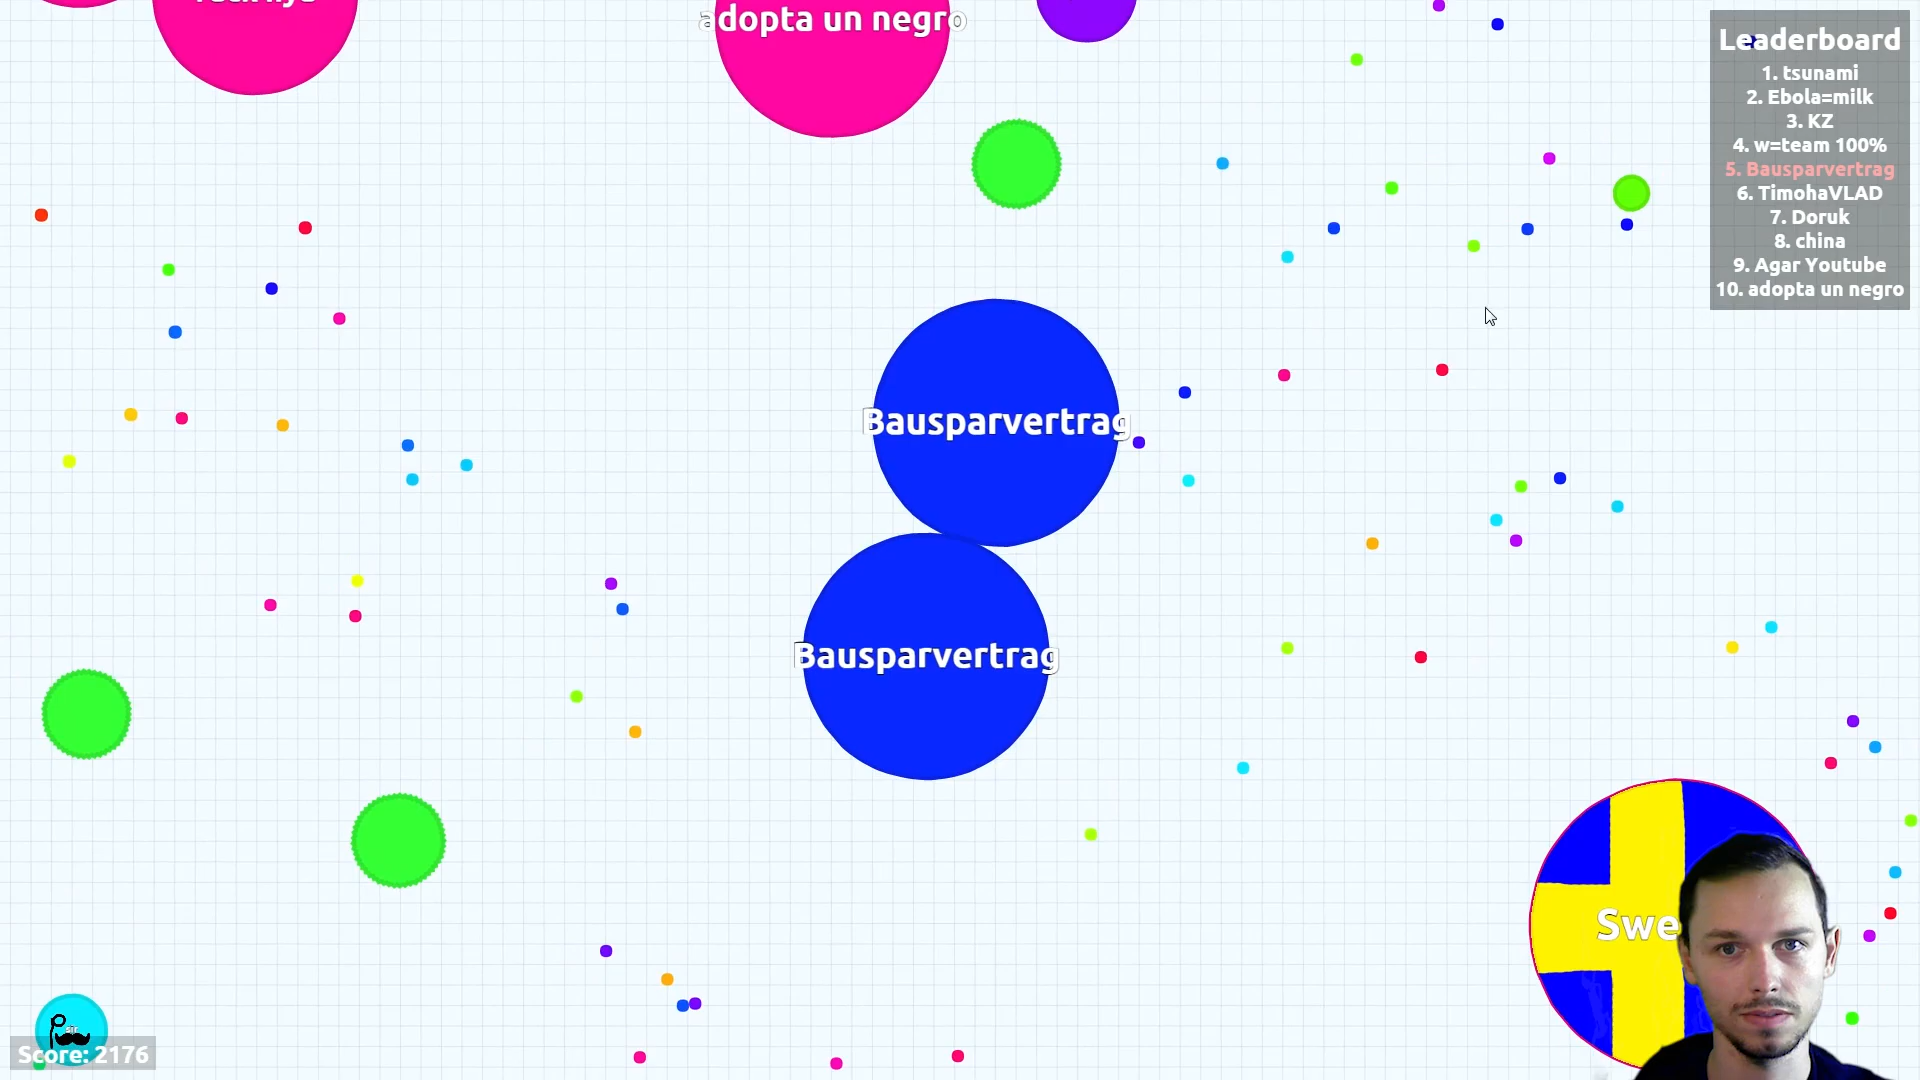 adopta un negro
Leaderboard
1. tsunami
2. Ebola=milk
3. KZ
4. w=team 100%
5. Bausparvertrag
6. TimohaVLAD
7. Doruk
8. china
9. Agar Youtube
10. adopta un negro
Bausparvertrag
Bausparvertrag
Swe
Score: 2176